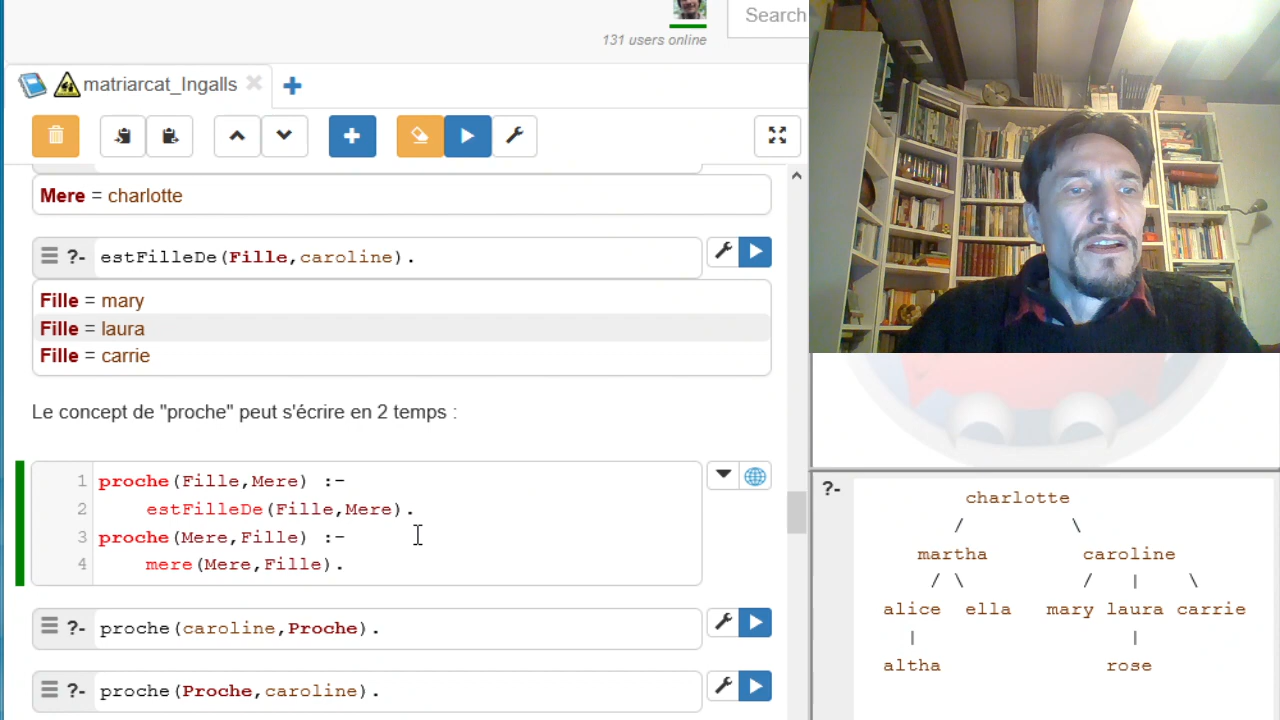 Search
131 users online
matriarcat_Ingalls
Mere = charlotte
?- estFilleDe(Fille,caroline).
Fille = mary
Fille = laura
Fille = carrie
Le concept de "proche" peut s'écrire en 2 temps :
1 proche(Fille,Mere) :-
2 estFilleDe(Fille,Mere).
3 proche(Mere,Fille) :-
4 mere(Mere,Fille).
?- proche(caroline,Proche).
?- proche(Proche,caroline).
?- charlotte
/ \
martha caroline
/ \ / | \
alice ella mary laura carrie
| |
altha rose